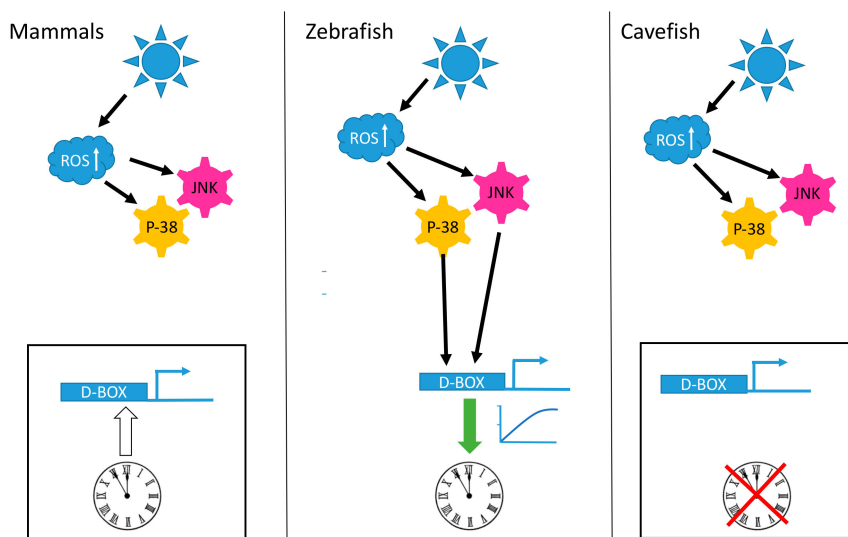 Mammals
ROS
JNK
P-38
D-BOX
Zebrafish
ROS
JNK
P-38
D-BOX
Cavefish
ROS
JNK
P-38
D-BOX